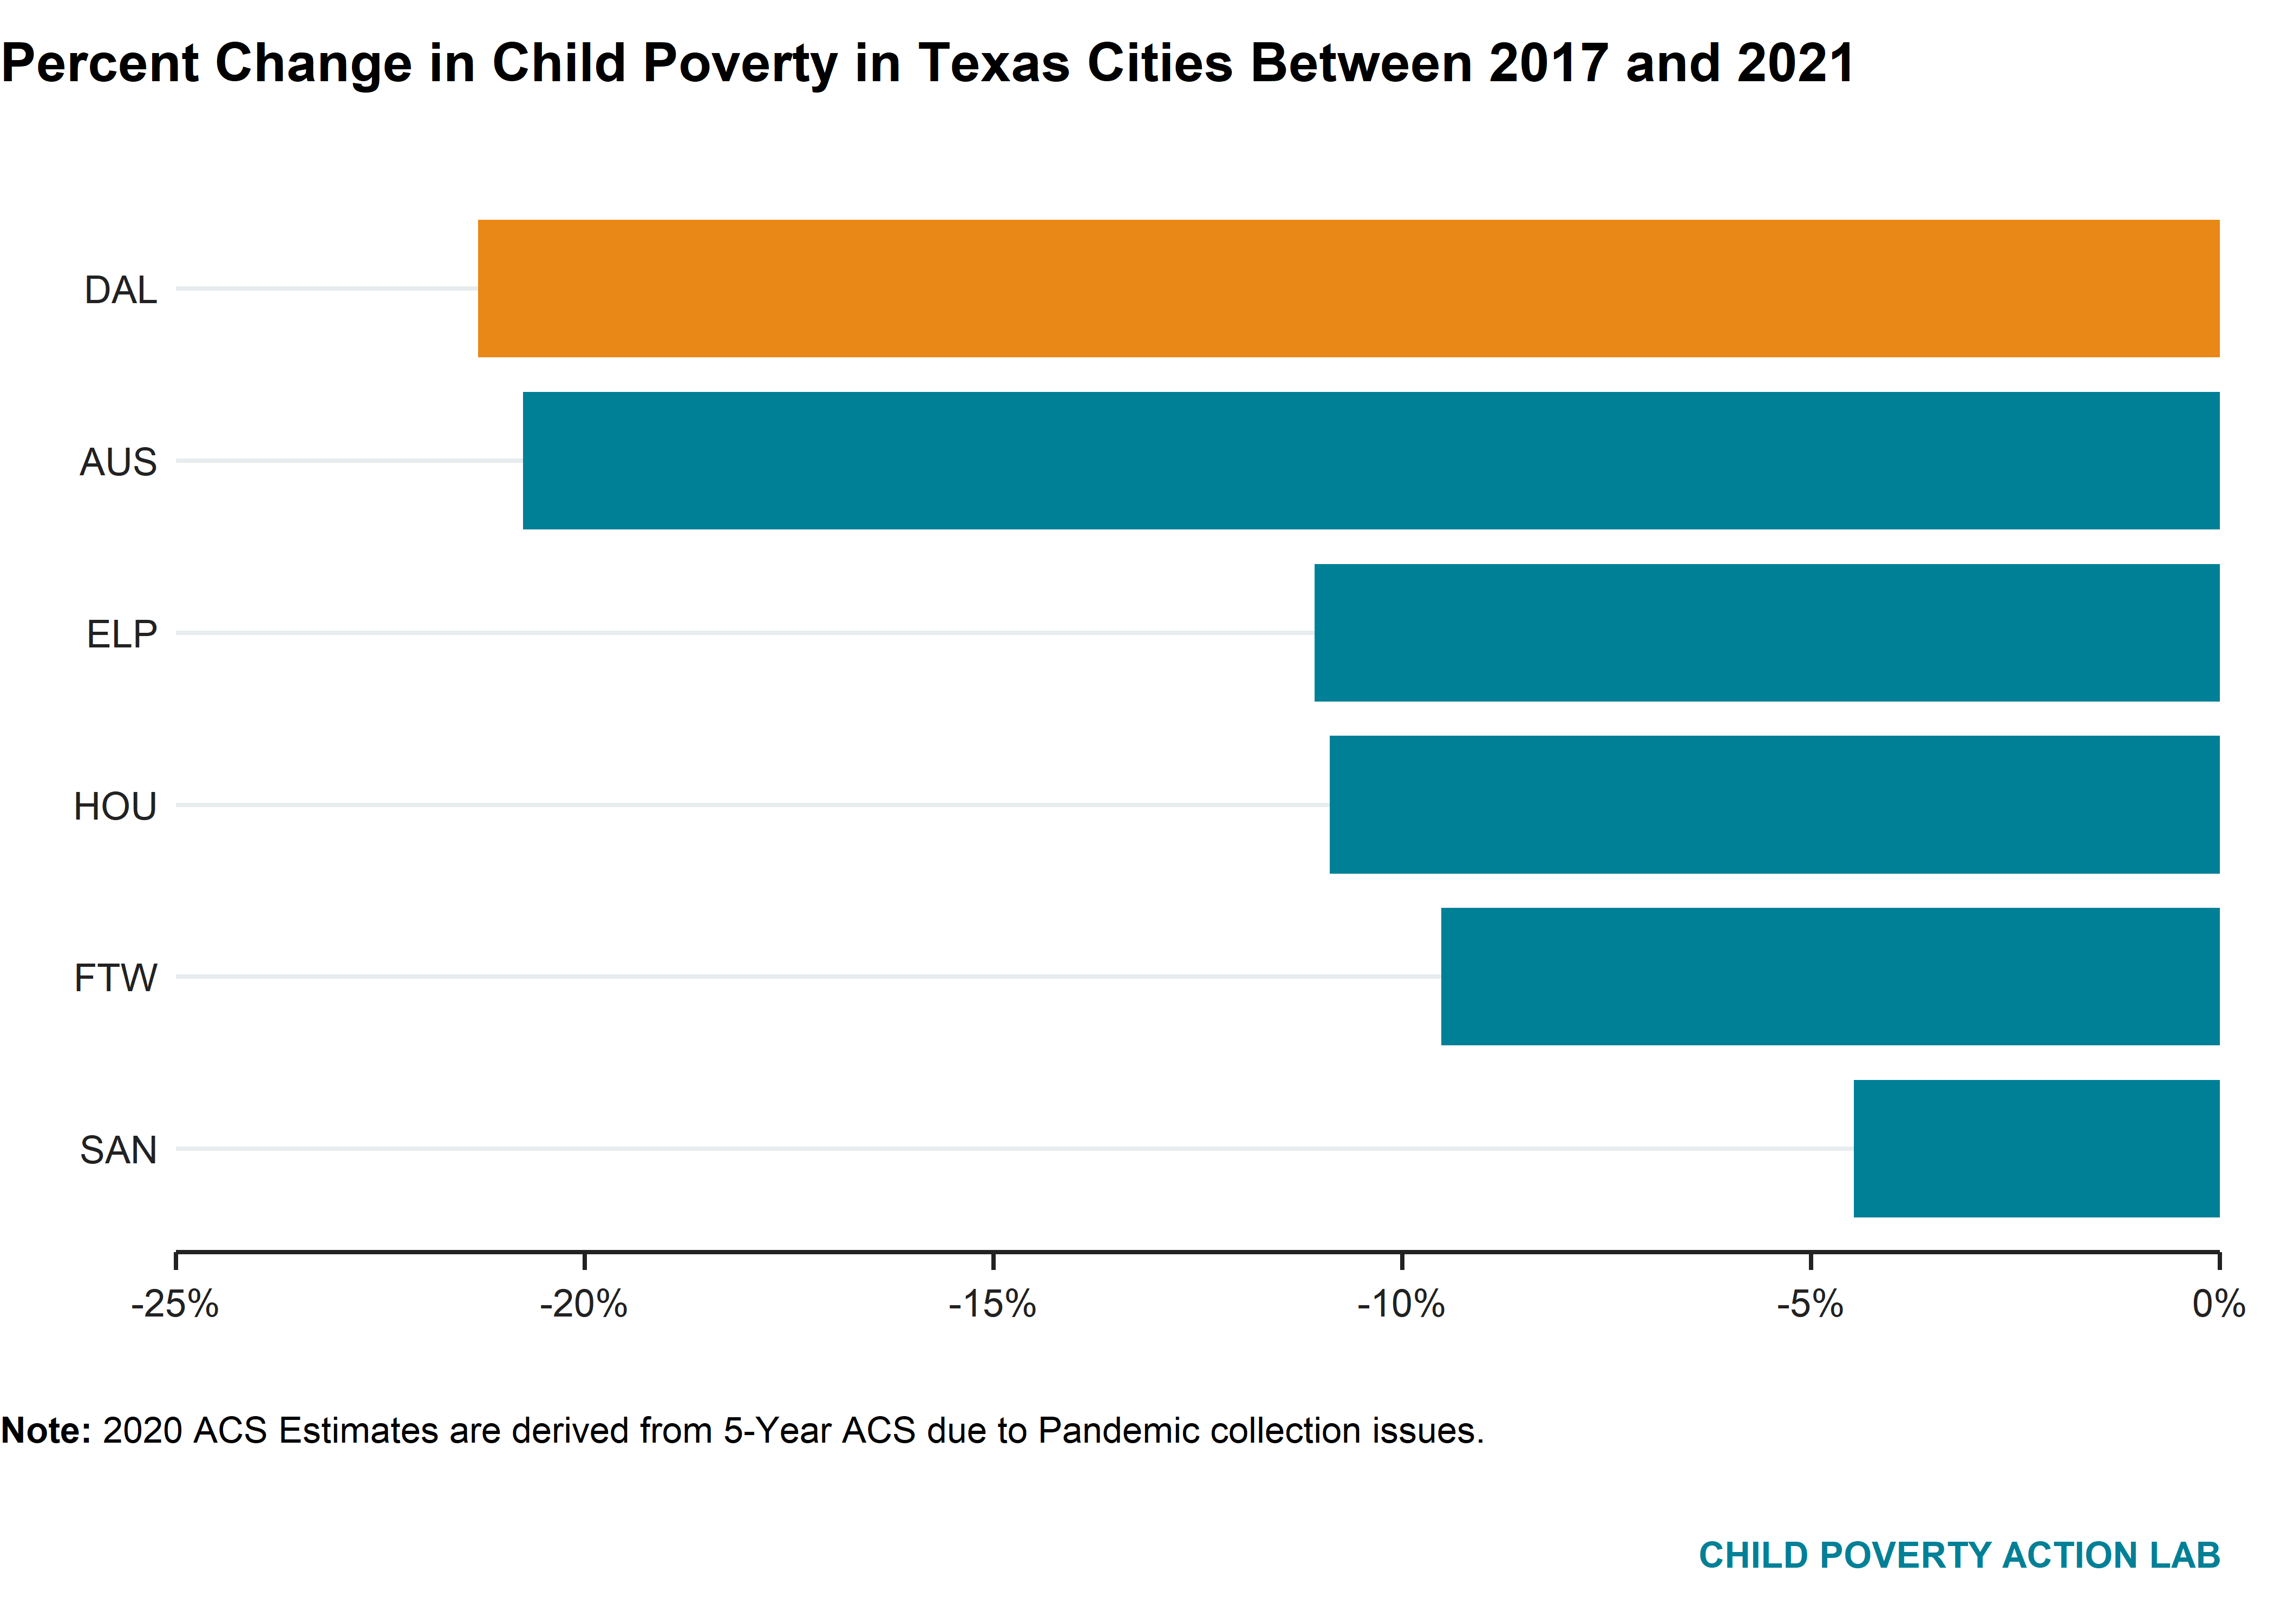 Percent Change in Child Poverty in Texas Cities Between 2017 and 2021
DAL
AUS
ELP
HOU
FTW
SAN
-25% -20% -15% -10% -5% 0%
Note: 2020 ACS Estimates are derived from 5-Year ACS due to Pandemic collection issues.
CHILD POVERTY ACTION LAB